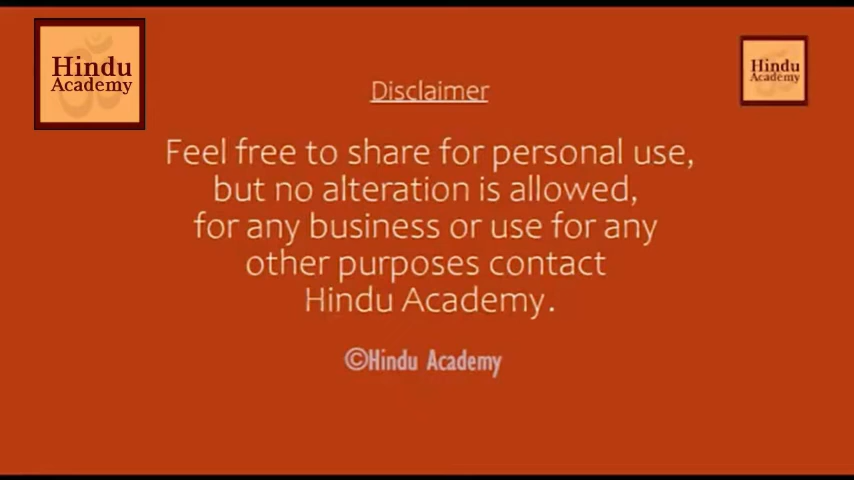 Hindu
Academy
Hindu
Academy
Disclaimer
Feel free to share for personal use,
but no alteration is allowed,
for any business or use for any
other purposes contact
Hindu Academy.
©Hindu Academy